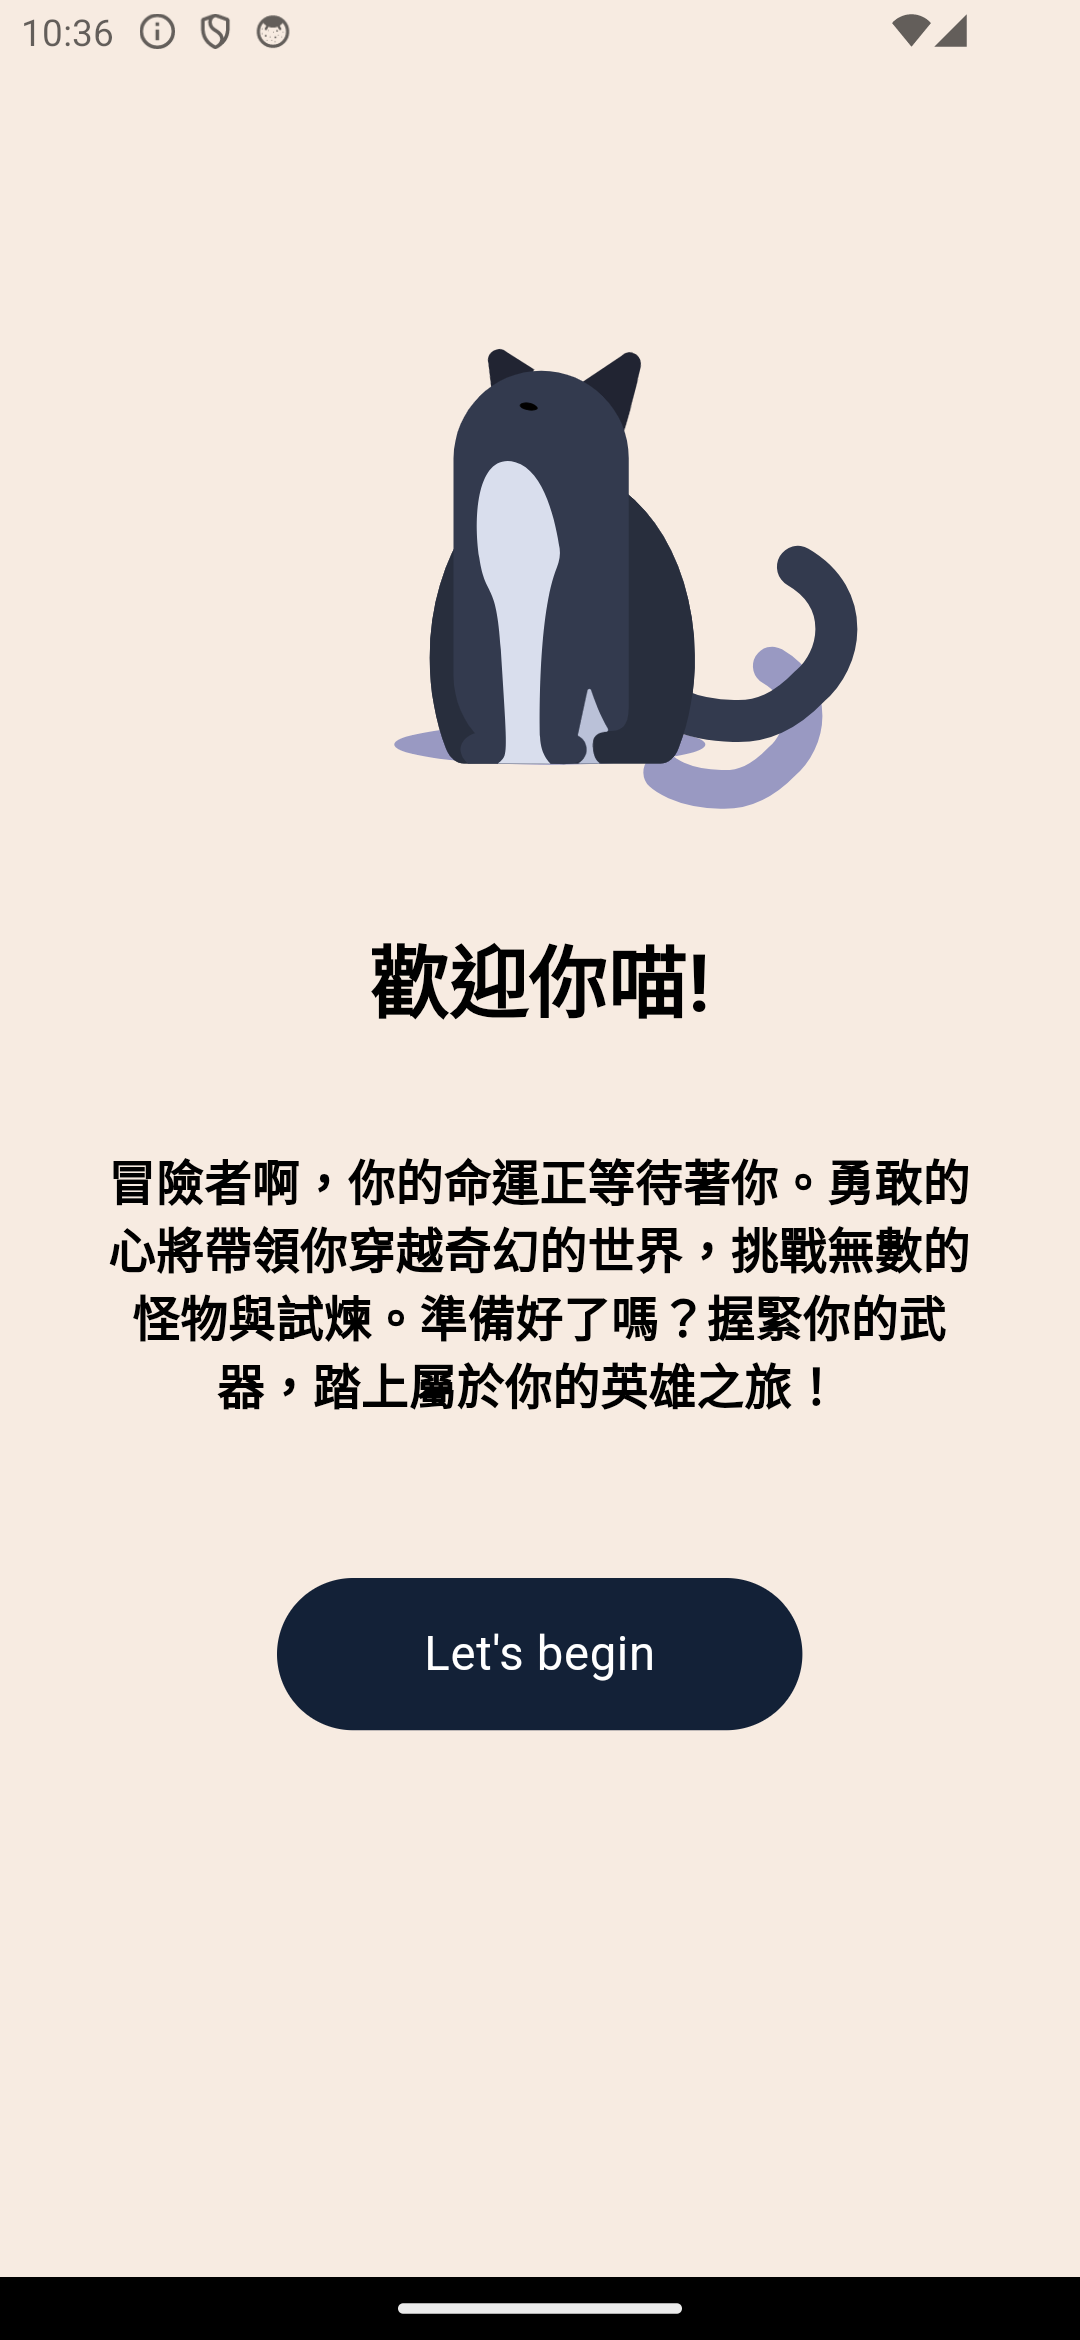 10:36
歡迎你喵!
冒險者啊，你的命運正等待著你。勇敢的
心將帶領你穿越奇幻的世界，挑戰無數的
怪物與試煉。準備好了嗎？握緊你的武
器，踏上屬於你的英雄之旅！
Let's begin